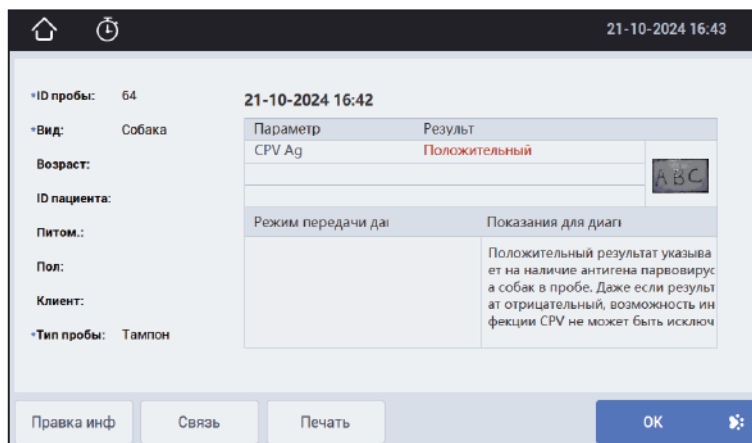 21-10-2024 16:43
*ID пробы: 64
*Вид: Собака
Возраст:
ID пациента:
Питом.:
Пол:
Клиент:
*Тип пробы: Тампон
21-10-2024 16:42
Параметр Результ
CPV Ag Положительный
ABC
Режим передачи даı Показания для диагı
Положительный результат указыва
ет на наличие антигена парвовирус
а собак в пробе. Даже если результ
ат отрицательный, возможность ин
фекции CPV не может быть исключ
Правка инф Связь Печать OK